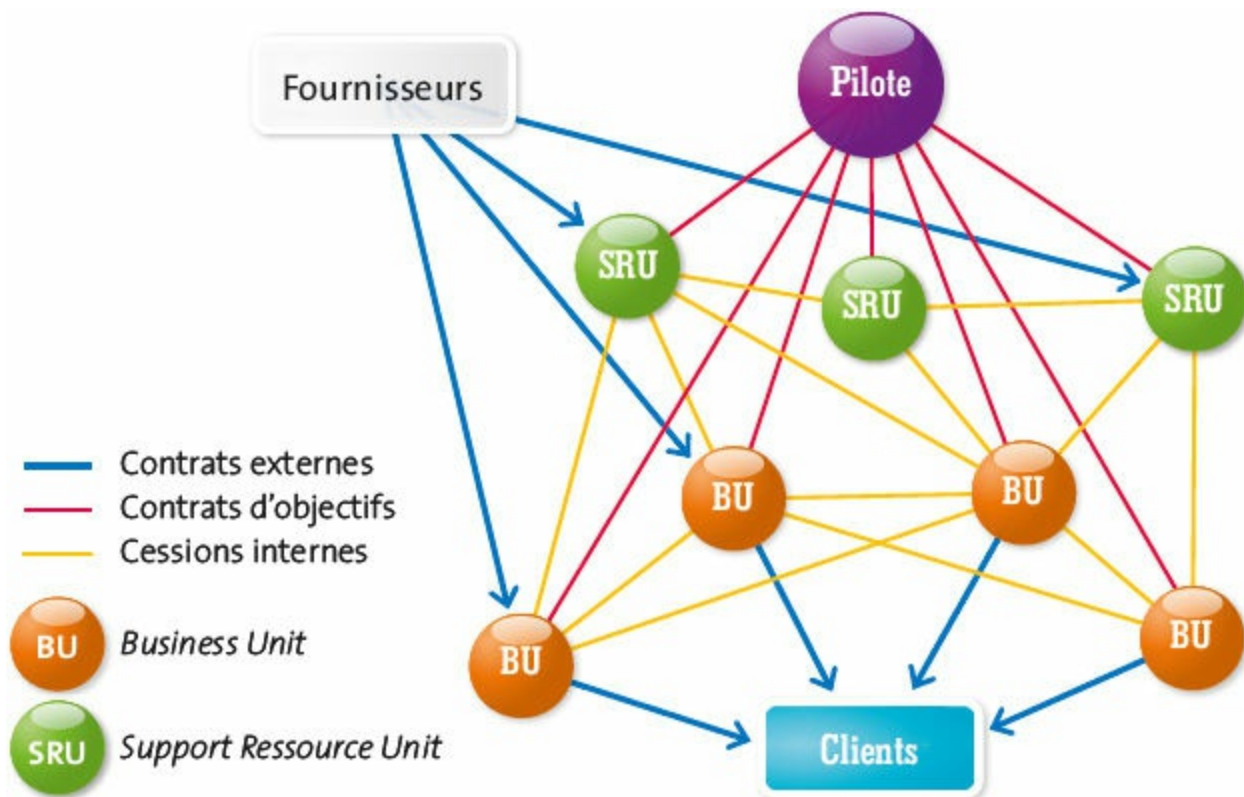 Fournisseurs
Pilote
SRU
SRU
SRU
Contrats externes
Contrats d'objectifs
Cessions internes
BU
BU
BU
BU
BU Business Unit
SRU Support Ressource Unit
Clients